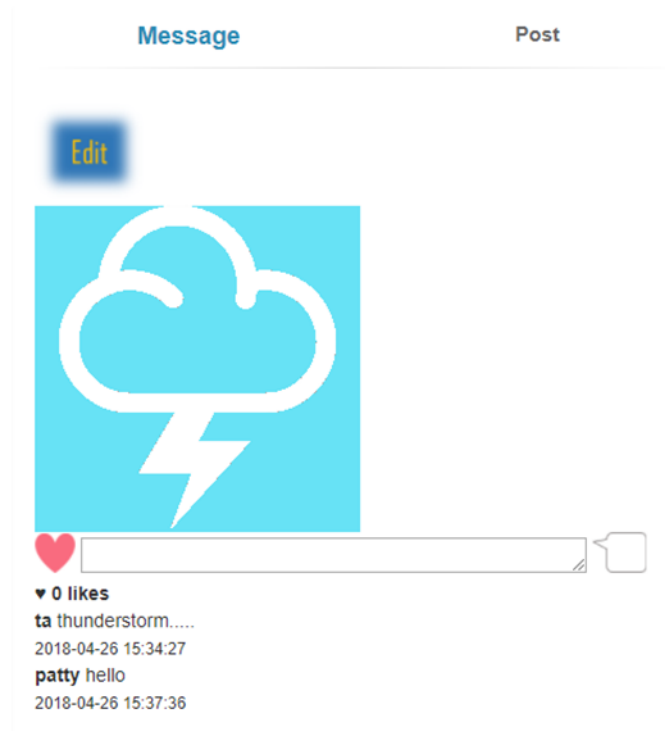 Message Post
Edit
♥ 0 likes
ta thunderstorm.....
2018-04-26 15:34:27
patty hello
2018-04-26 15:37:36